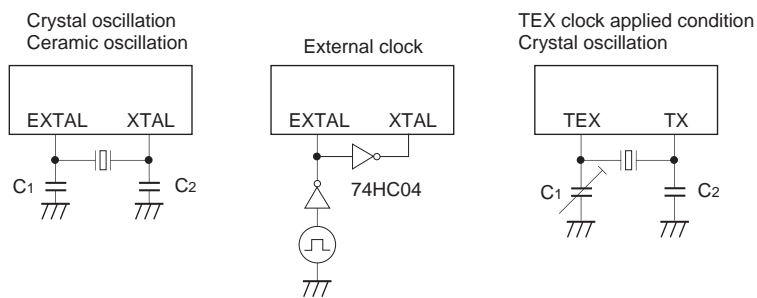 Crystal oscillation
Ceramic oscillation
EXTAL XTAL
C1 C2
External clock
EXTAL XTAL
74HC04
TEX clock applied condition
Crystal oscillation
TEX TX
C1 C2